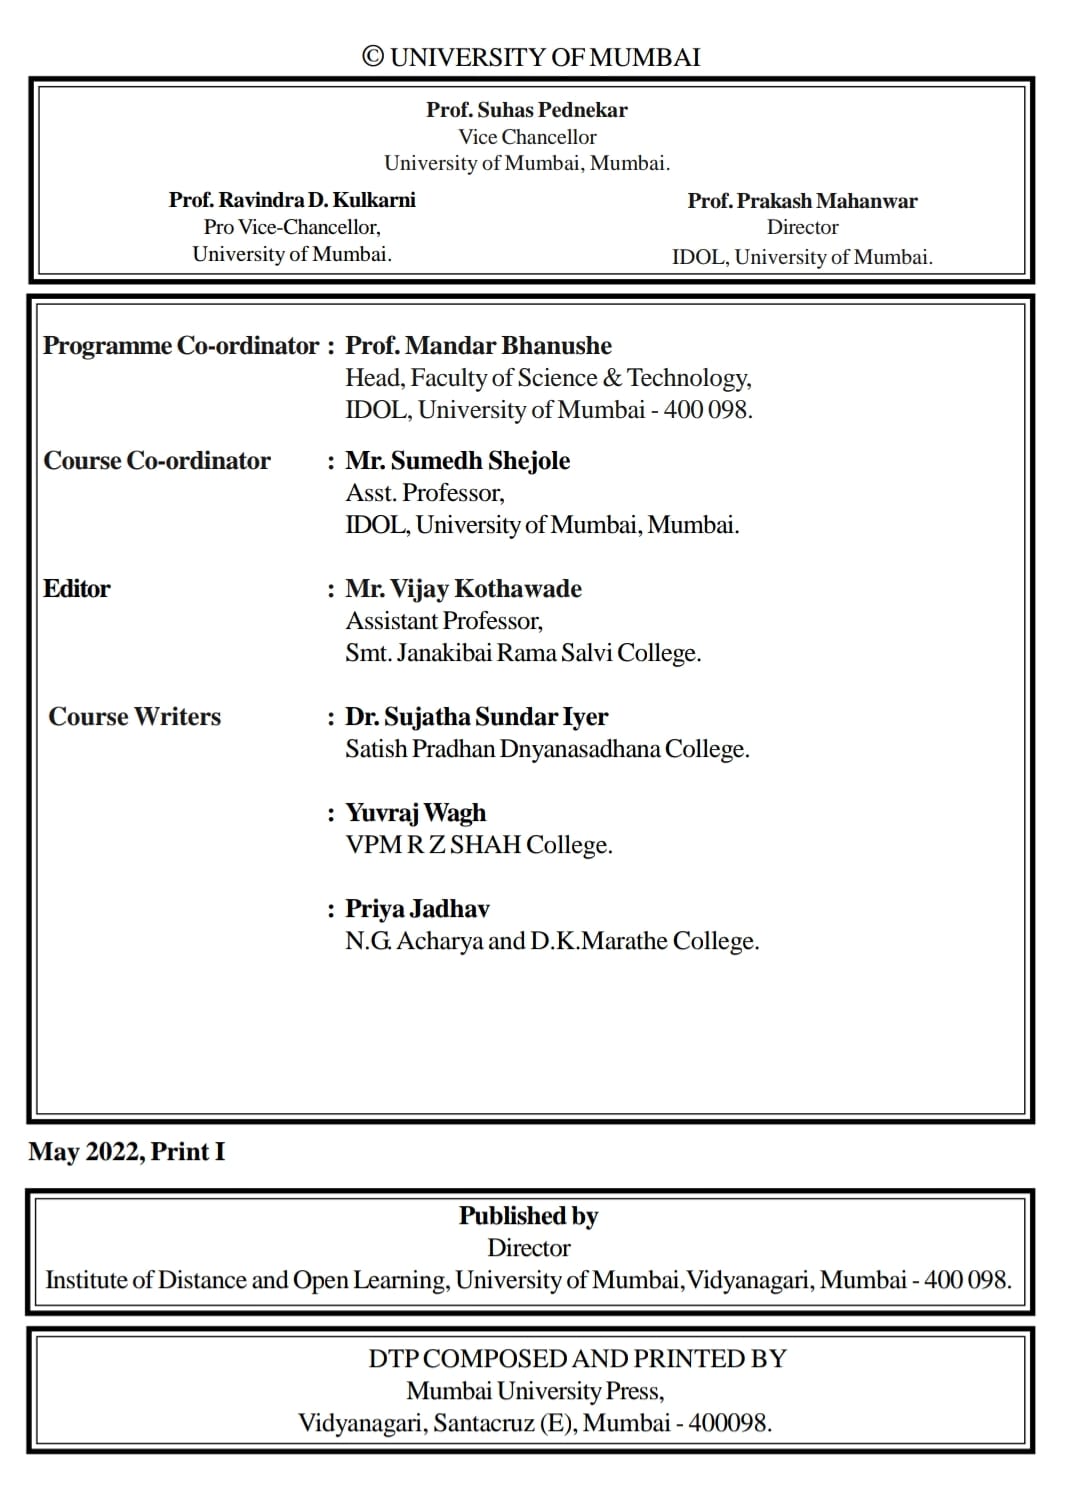 © UNIVERSITY OF MUMBAI
Prof. Suhas Pednekar
Vice Chancellor
University of Mumbai, Mumbai.
Prof. Ravindra D. Kulkarni
Pro Vice-Chancellor,
University of Mumbai.
Prof. Prakash Mahanwar
Director
IDOL, University of Mumbai.
Programme Co-ordinator : Prof. Mandar Bhanushe
Head, Faculty of Science & Technology,
IDOL, University of Mumbai - 400 098.
Course Co-ordinator : Mr. Sumedh Shejole
Asst. Professor,
IDOL, University of Mumbai, Mumbai.
Editor : Mr. Vijay Kothawade
Assistant Professor,
Smt. Janakibai Rama Salvi College.
Course Writers : Dr. Sujatha Sundar Iyer
Satish Pradhan Dnyanasadhana College.
: Yuvraj Wagh
VPM R Z SHAH College.
: Priya Jadhav
N.G. Acharya and D.K.Marathe College.
May 2022, Print I
Published by
Director
Institute of Distance and Open Learning, University of Mumbai, Vidyanagari, Mumbai - 400 098.
DTP COMPOSED AND PRINTED BY
Mumbai University Press,
Vidyanagari, Santacruz (E), Mumbai - 400098.